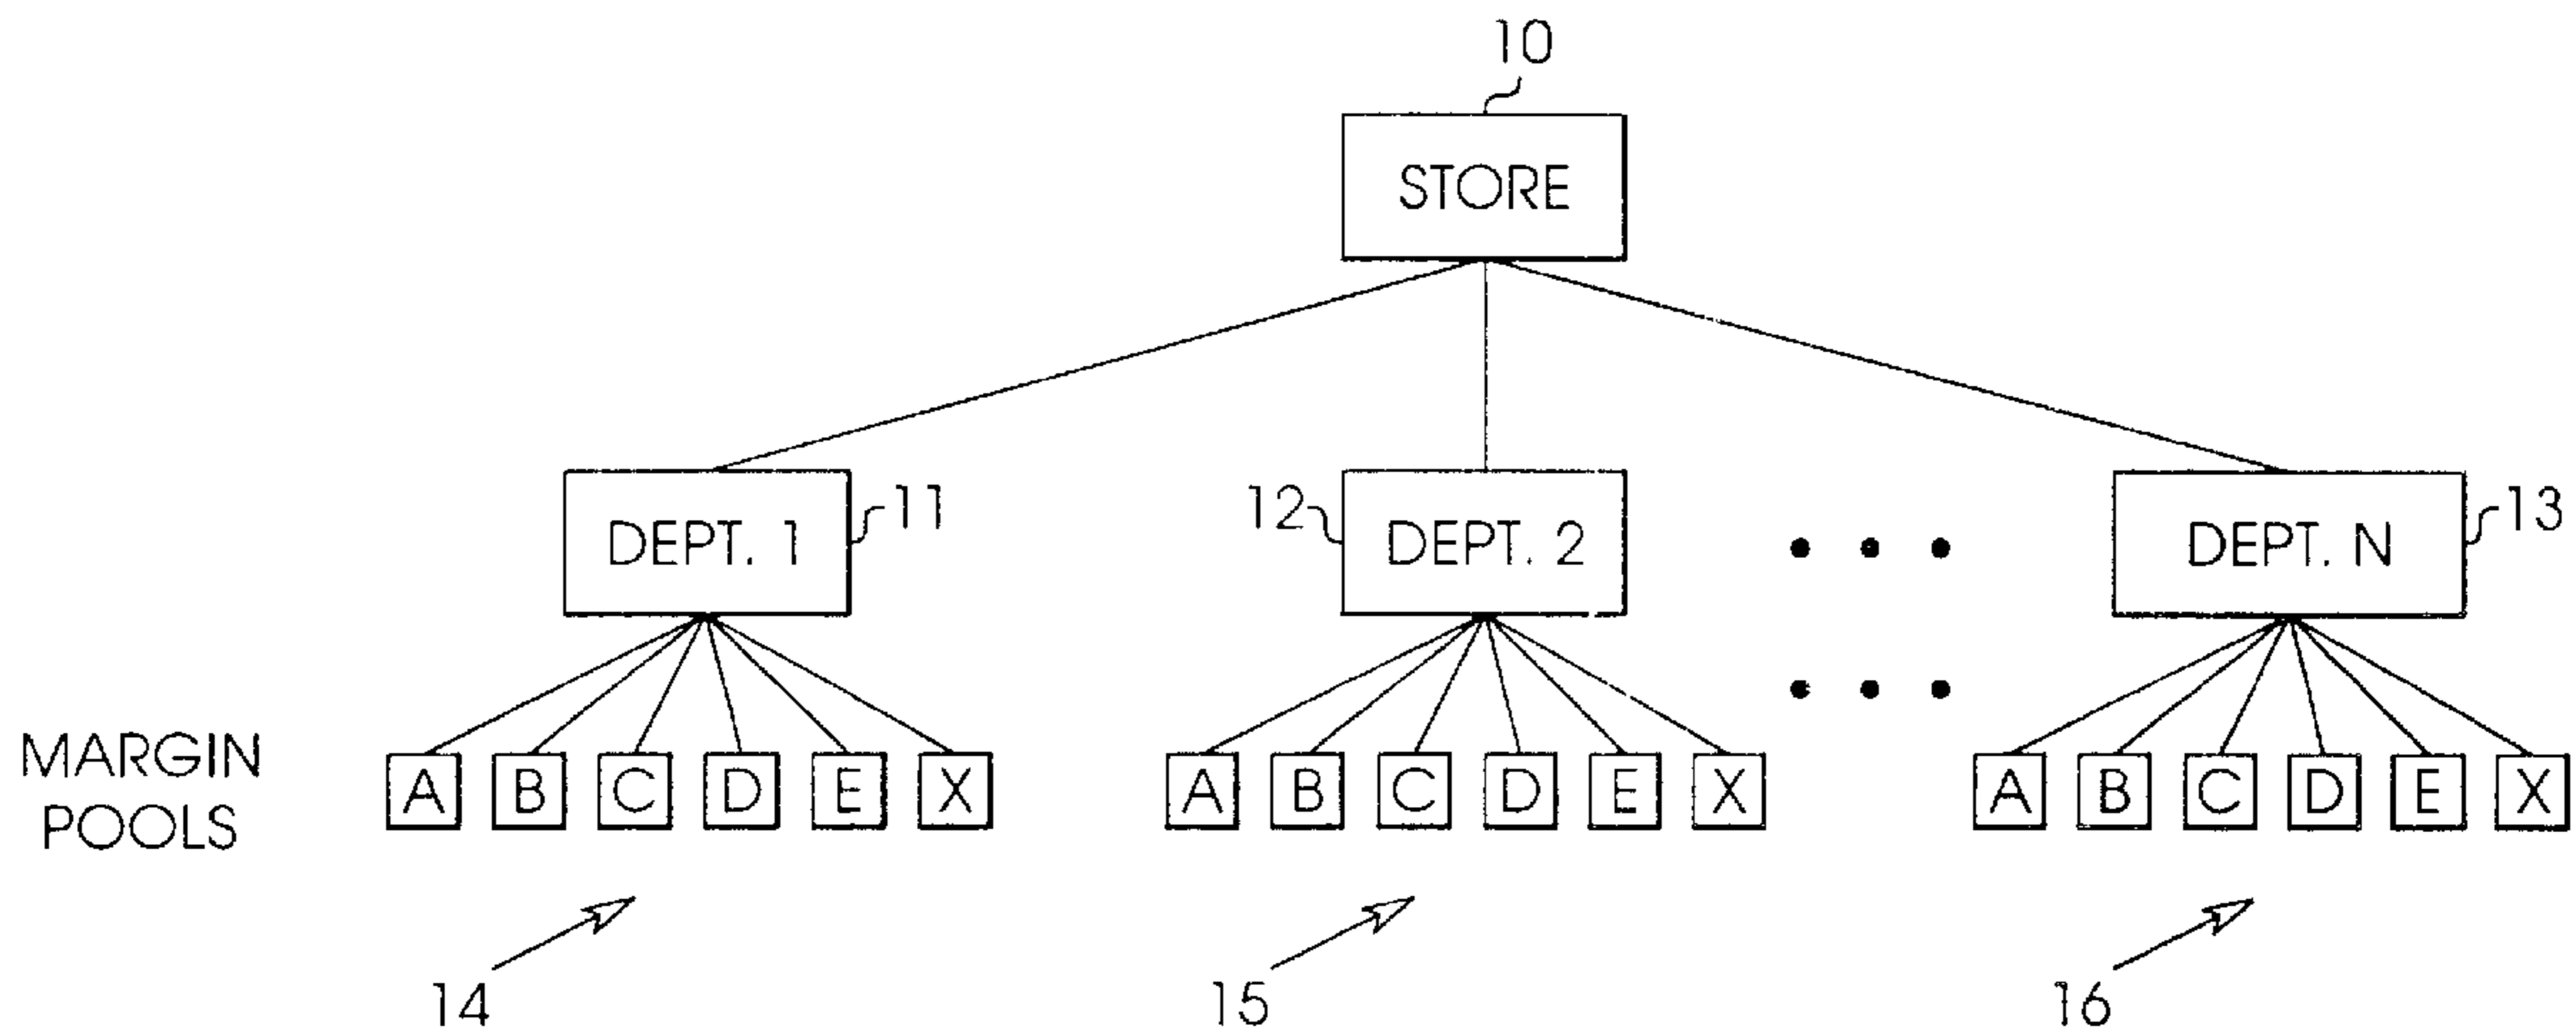 10
STORE
11
12
13
DEPT. 1
DEPT. 2
DEPT. N
MARGIN
POOLS
A B C D E X
A B C D E X
A B C D E X
14
15
16